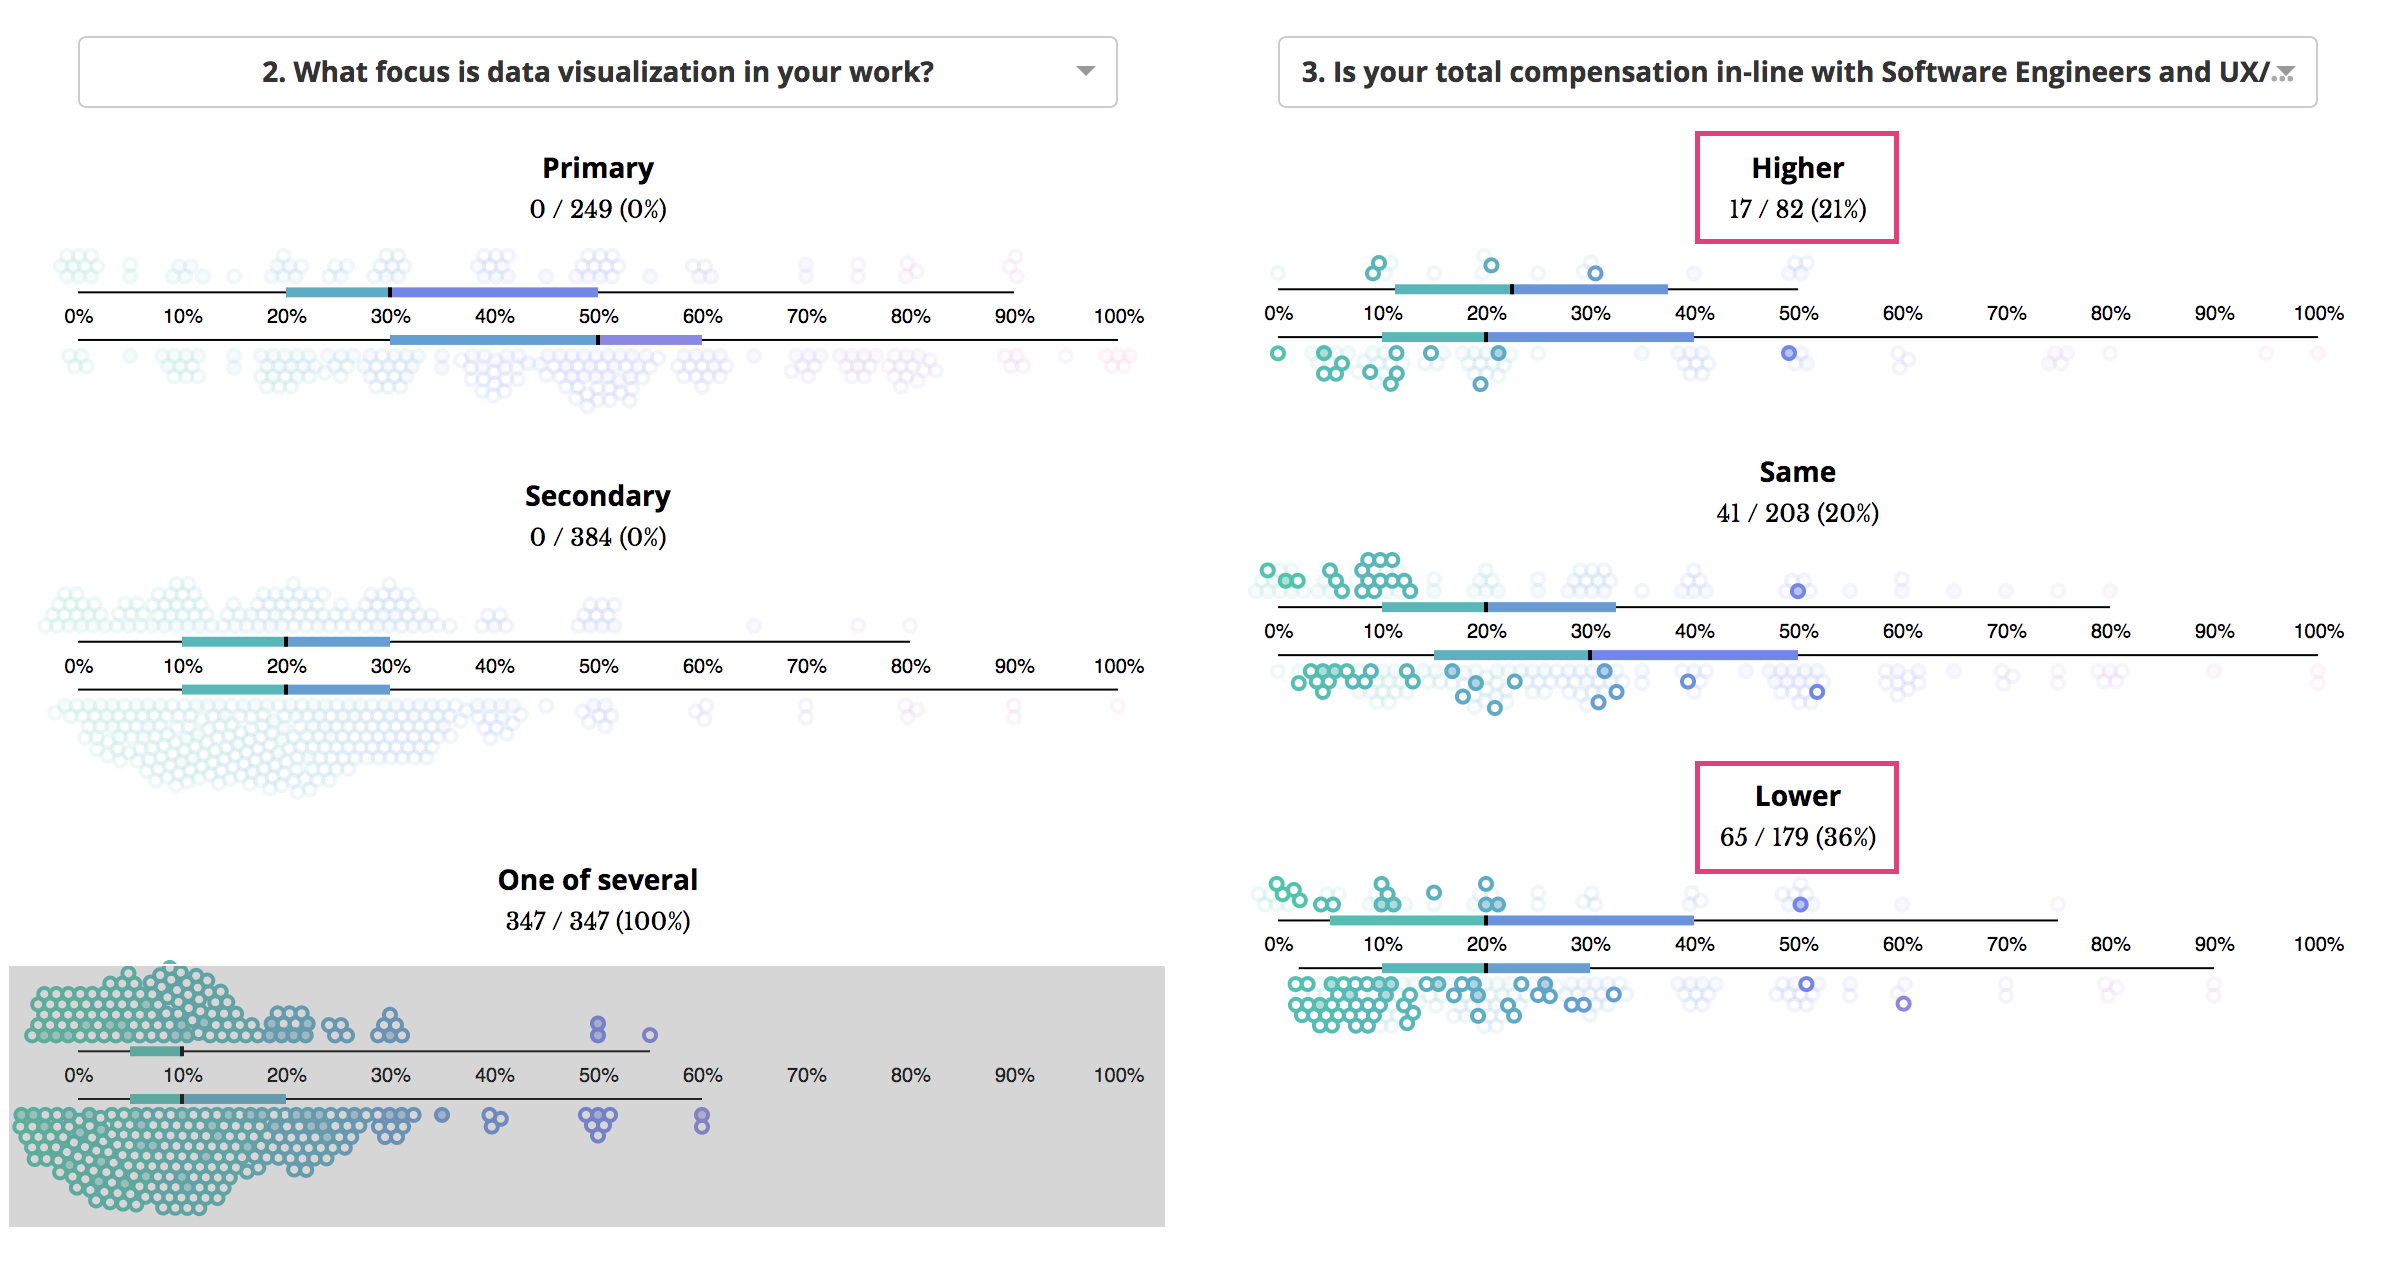 2. What focus is data visualization in your work?
Primary
0 / 249 (0%)
0% 10% 20% 30% 40% 50% 60% 70% 80% 90% 100%
Secondary
0 / 384 (0%)
0% 10% 20% 30% 40% 50% 60% 70% 80% 90% 100%
One of several
347 / 347 (100%)
0% 10% 20% 30% 40% 50% 60% 70% 80% 90% 100%
3. Is your total compensation in-line with Software Engineers and UX/...
Higher
17 / 82 (21%)
0% 10% 20% 30% 40% 50% 60% 70% 80% 90% 100%
Same
41 / 203 (20%)
0% 10% 20% 30% 40% 50% 60% 70% 80% 90% 100%
Lower
65 / 179 (36%)
0% 10% 20% 30% 40% 50% 60% 70% 80% 90% 100%